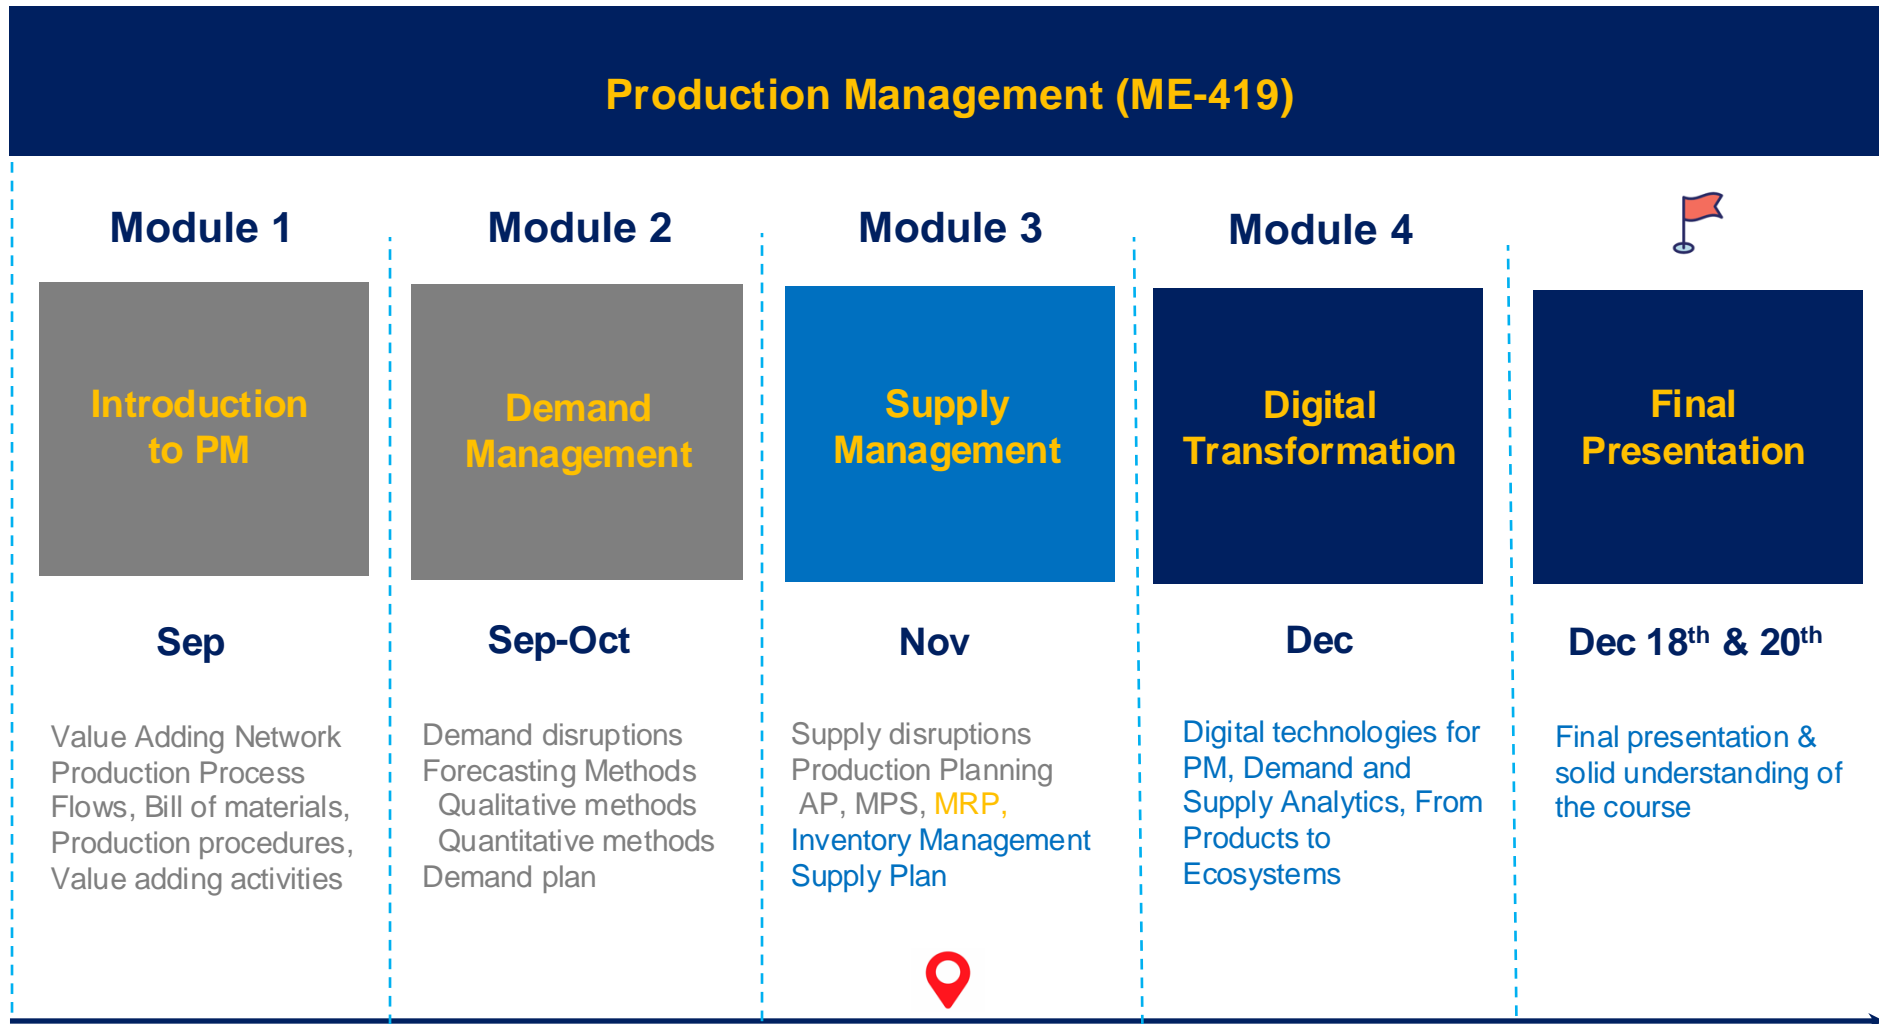 Production Management (ME-419)
Module 1
Introduction
to PM
Sep
Value Adding Network
Production Process
Flows, Bill of materials,
Production procedures,
Value adding activities
Module 2
Demand
Management
Sep-Oct
Demand disruptions
Forecasting Methods
Qualitative methods
Quantitative methods
Demand plan
Module 3
Supply
Management
Nov
Supply disruptions
Production Planning
AP, MPS, MRP,
Inventory Management
Supply Plan
Module 4
Digital
Transformation
Dec
Digital technologies for
PM, Demand and
Supply Analytics, From
Products to
Ecosystems
Final
Presentation
Dec 18th & 20th
Final presentation &
solid understanding of
the course